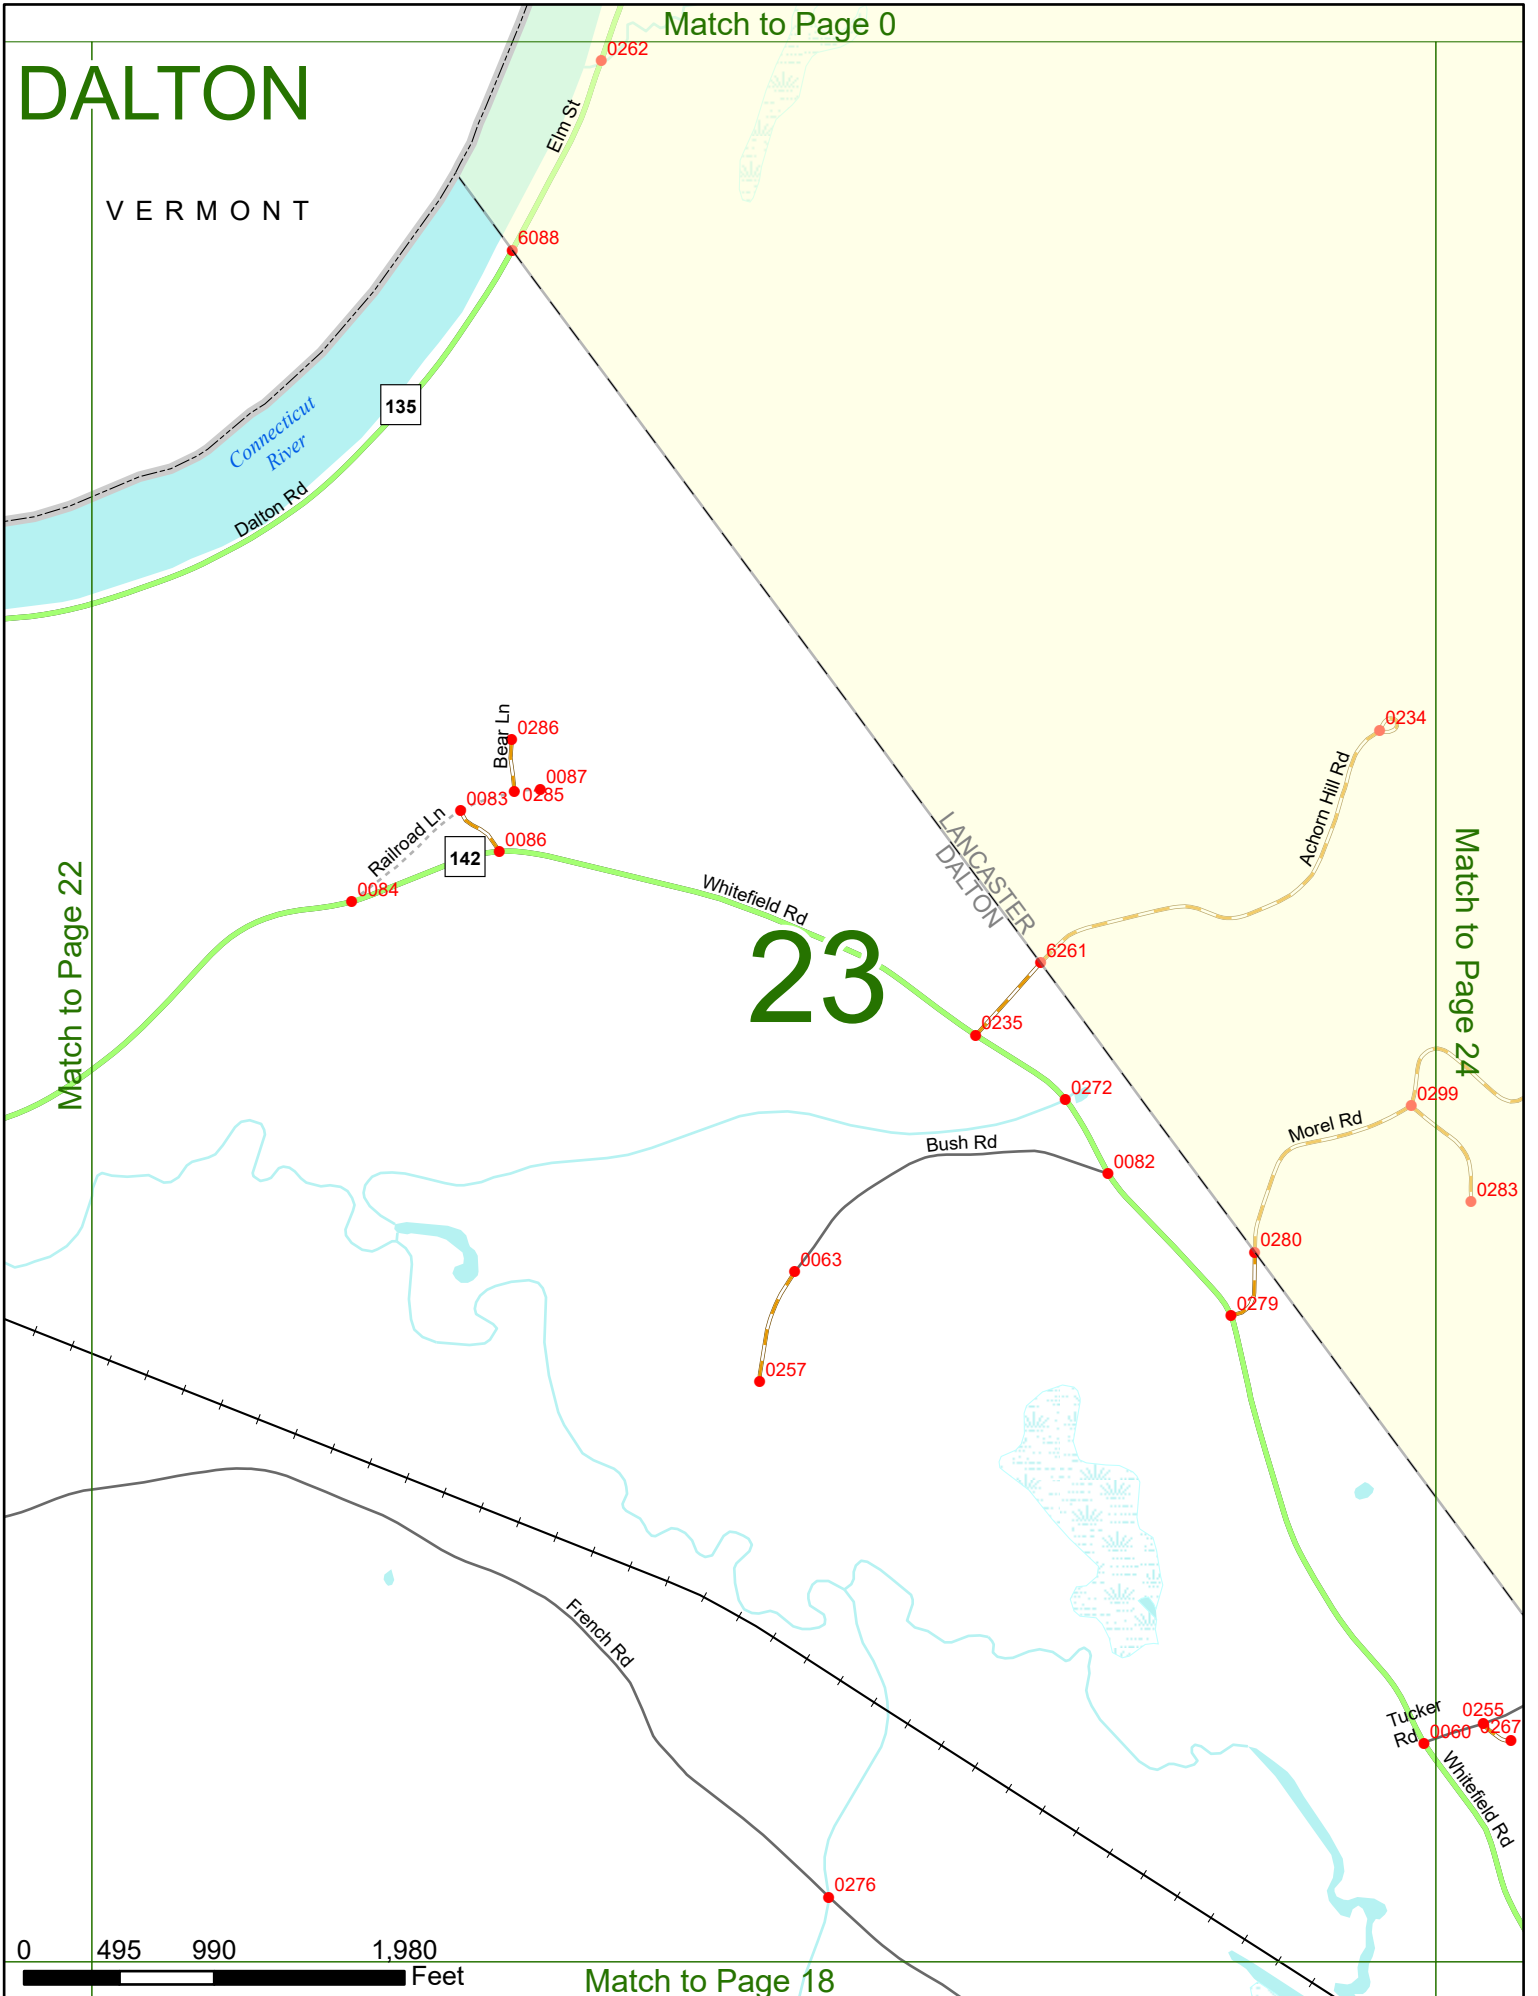 Match to Page 0
0262
DALTON
Elm St
VERMONT
6088
135
Connecticut
River
Dalton Rd
Bear Ln
0286
0234
0087
0285
0083
Achorn Hill Rd
Railroad Ln
0086
142
LANCASTER
DALTON
0084
Whitefield Rd
Match to Page 22
Match to Page 24
23
6261
0235
0272
0299
Morel Rd
Bush Rd
0082
0283
0280
0063
0279
0257
French Rd
Tucker
Rd
0255
0060
0267
Whitefield Rd
0276
0 495 990 1,980
Feet
Match to Page 18